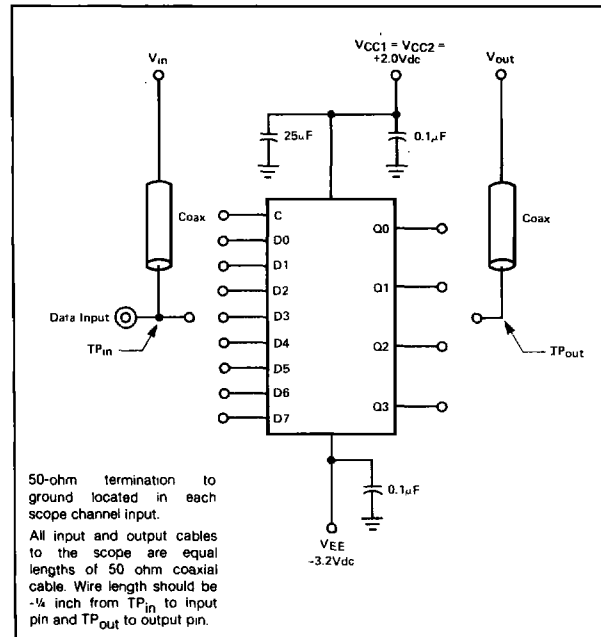 Vin
VCC1 = VCC2 =
+2.0Vdc
Vout
25uF
0.1µF
Coax
Coax
C
D0
D1
D2
D3
D4
D5
D6
D7
Q0
Q1
Q2
Q3
Data Input
TPin
TPout
0.1µF
VEE
-3.2Vdc
50-ohm termination to
ground located in each
scope channel input.
All input and output cables
to the scope are equal
lengths of 50 ohm coaxial
cable. Wire length should be
-¼ inch from TPin to input
pin and TPout to output pin.